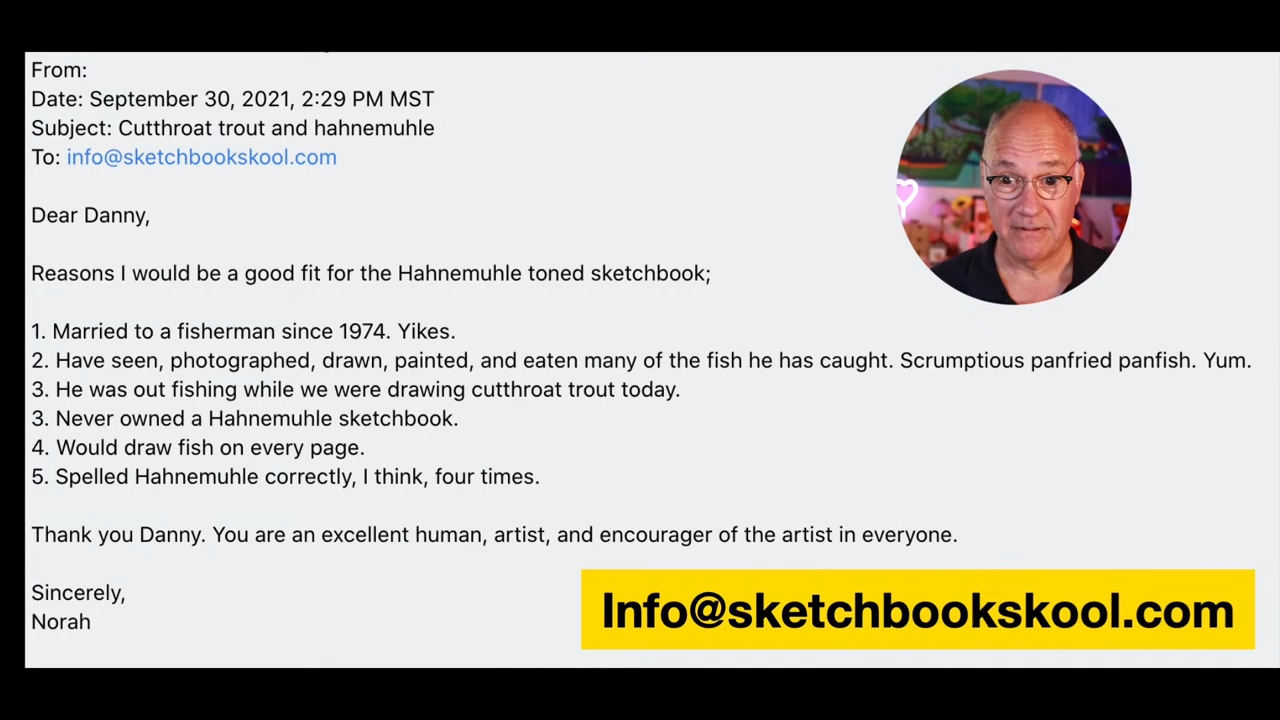 From:
Date: September 30, 2021, 2:29 PM MST
Subject: Cutthroat trout and hahnemuhle
To: info@sketchbookskool.com
Dear Danny,
Reasons I would be a good fit for the Hahnemuhle toned sketchbook;
1. Married to a fisherman since 1974. Yikes.
2. Have seen, photographed, drawn, painted, and eaten many of the fish he has caught. Scrumptious panfried panfish. Yum.
3. He was out fishing while we were drawing cutthroat trout today.
3. Never owned a Hahnemuhle sketchbook.
4. Would draw fish on every page.
5. Spelled Hahnemuhle correctly, I think, four times.
Thank you Danny. You are an excellent human, artist, and encourager of the artist in everyone.
Sincerely,
Norah
Info@sketchbookskool.com